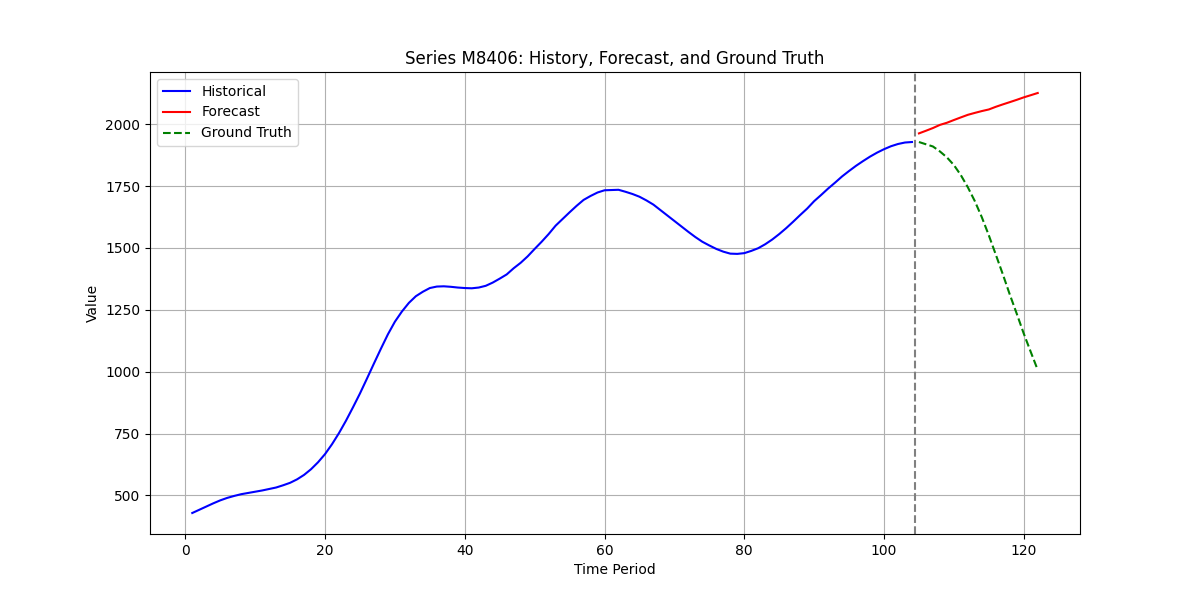 Series M8406: History, Forecast, and Ground Truth
Historical
Forecast
Ground Truth
2000
1750
1500
1250
1000
750
500
Value
0 20 40 60 80 100 120
Time Period